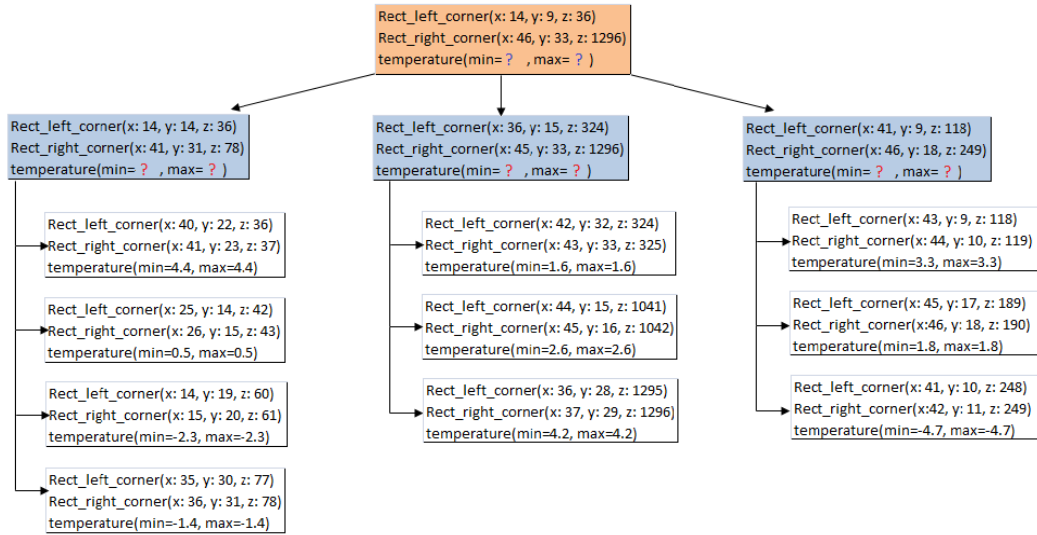 Rect_left_corner(x: 14, y: 9, z: 36)
Rect_right_corner(x: 46, y: 33, z: 1296)
temperature(min= ? , max= ? )
Rect_left_corner(x: 14, y: 14, z: 36)
Rect_right_corner(x: 41, y: 31, z: 78)
temperature(min= ? , max= ? )
Rect_left_corner(x: 40, y: 22, z: 36)
Rect_right_corner(x: 41, y: 23, z: 37)
temperature(min=4.4, max=4.4)
Rect_left_corner(x: 25, y: 14, z: 42)
Rect_right_corner(x: 26, y: 15, z: 43)
temperature(min=0.5, max=0.5)
Rect_left_corner(x: 14, y: 19, z: 60)
Rect_right_corner(x: 15, y: 20, z: 61)
temperature(min=-2.3, max=-2.3)
Rect_left_corner(x: 35, y: 30, z: 77)
Rect_right_corner(x: 36, y: 31, z: 78)
temperature(min=-1.4, max=-1.4)
Rect_left_corner(x: 36, y: 15, z: 324)
Rect_right_corner(x: 45, y: 33, z: 1296)
temperature(min= ? , max= ? )
Rect_left_corner(x: 42, y: 32, z: 324)
Rect_right_corner(x: 43, y: 33, z: 325)
temperature(min=1.6, max=1.6)
Rect_left_corner(x: 44, y: 15, z: 1041)
Rect_right_corner(x: 45, y: 16, z: 1042)
temperature(min=2.6, max=2.6)
Rect_left_corner(x: 36, y: 28, z: 1295)
Rect_right_corner(x: 37, y: 29, z: 1296)
temperature(min=4.2, max=4.2)
Rect_left_corner(x: 41, y: 9, z: 118)
Rect_right_corner(x: 46, y: 18, z: 249)
temperature(min= ? , max= ? )
Rect_left_corner(x: 43, y: 9, z: 118)
Rect_right_corner(x: 44, y: 10, z: 119)
temperature(min=3.3, max=3.3)
Rect_left_corner(x: 45, y: 17, z: 189)
Rect_right_corner(x:46, y: 18, z: 190)
temperature(min=1.8, max=1.8)
Rect_left_corner(x: 41, y: 10, z: 248)
Rect_right_corner(x:42, y: 11, z: 249)
temperature(min=-4.7, max=-4.7)